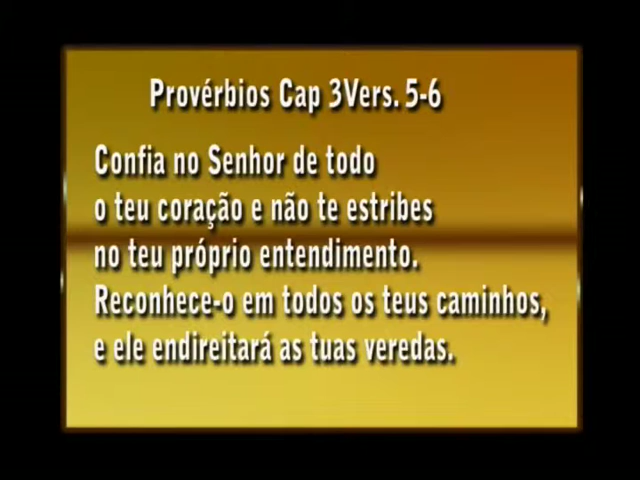 Provérbios Cap 3Vers. 5-6
Confia no Senhor de todo
o teu coração e não te estribes
no teu próprio entendimento.
Reconhece-o em todos os teus caminhos,
e ele endireitará as tuas veredas.